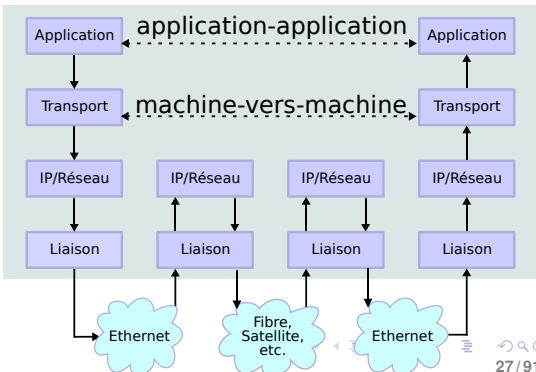 application-application
Application
Application
machine-vers-machine
Transport
Transport
IP/Réseau
IP/Réseau
IP/Réseau
IP/Réseau
Liaison
Liaison
Liaison
Liaison
Ethernet
Fibre,
Satellite,
etc.
Ethernet
27/91